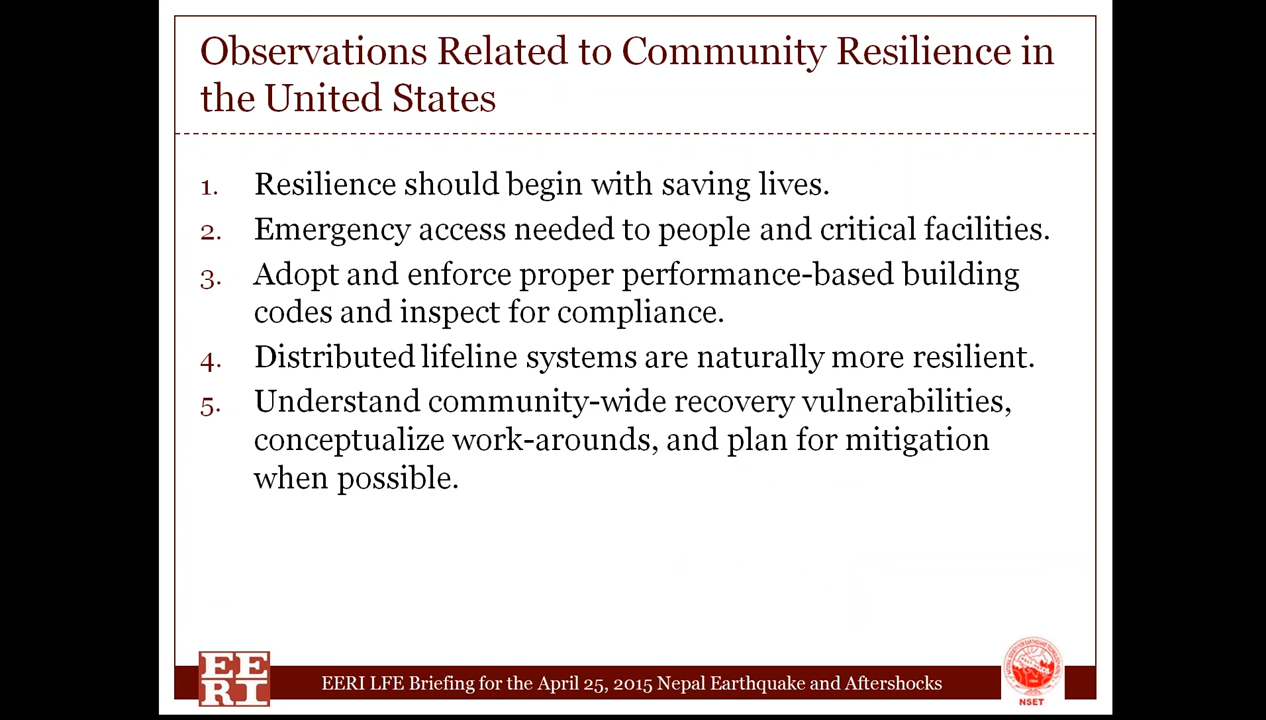 Observations Related to Community Resilience in
the United States
1. Resilience should begin with saving lives.
2. Emergency access needed to people and critical facilities.
3. Adopt and enforce proper performance-based building
codes and inspect for compliance.
4. Distributed lifeline systems are naturally more resilient.
5. Understand community-wide recovery vulnerabilities,
conceptualize work-arounds, and plan for mitigation
when possible.
EE
RI
EERI LFE Briefing for the April 25, 2015 Nepal Earthquake and Aftershocks
NSET